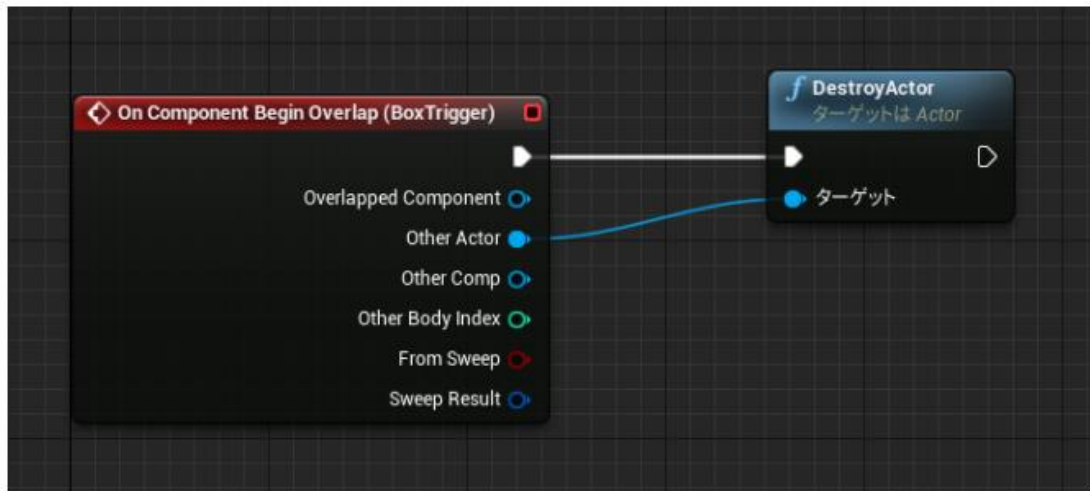 On Component Begin Overlap (BoxTrigger)
Overlapped Component
Other Actor
Other Comp
Other Body Index
From Sweep
Sweep Result
f DestroyActor
ターゲットは Actor
ターゲット